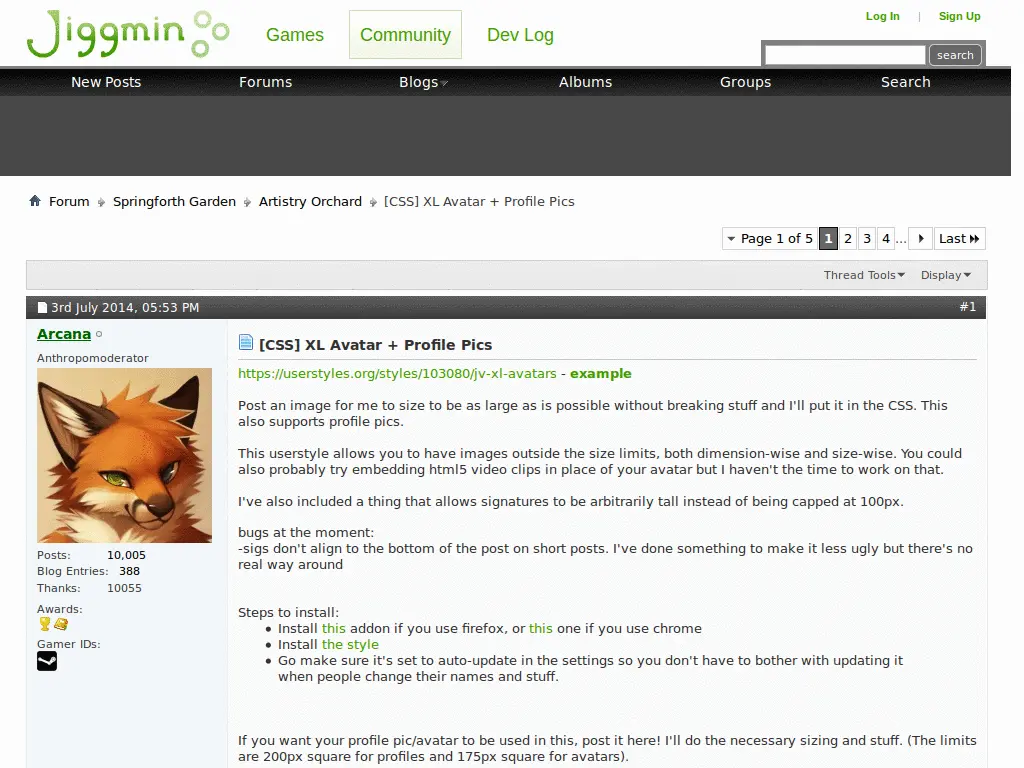 Jiggmin
Games
Community
Dev Log
Log In | Sign Up
search
New Posts
Forums
Blogs
Albums
Groups
Search
Forum
Springforth Garden
Artistry Orchard
[CSS] XL Avatar + Profile Pics
Page 1 of 5
1
2
3
4
...
Last
Thread Tools
Display
3rd July 2014, 05:53 PM
#1
Arcana
Anthropomoderator
Posts: 10,005
Blog Entries: 388
Thanks: 10055
Awards:
Gamer IDs:
[CSS] XL Avatar + Profile Pics
https://userstyles.org/styles/103080/jv-xl-avatars - example
Post an image for me to size to be as large as is possible without breaking stuff and I'll put it in the CSS. This
also supports profile pics.
This userstyle allows you to have images outside the size limits, both dimension-wise and size-wise. You could
also probably try embedding html5 video clips in place of your avatar but I haven't the time to work on that.
I've also included a thing that allows signatures to be arbitrarily tall instead of being capped at 100px.
bugs at the moment:
-sigs don't align to the bottom of the post on short posts. I've done something to make it less ugly but there's no
real way around
Steps to install:
• Install this addon if you use firefox, or this one if you use chrome
• Install the style
• Go make sure it's set to auto-update in the settings so you don't have to bother with updating it
when people change their names and stuff.
If you want your profile pic/avatar to be used in this, post it here! I'll do the necessary sizing and stuff. (The limits
are 200px square for profiles and 175px square for avatars).